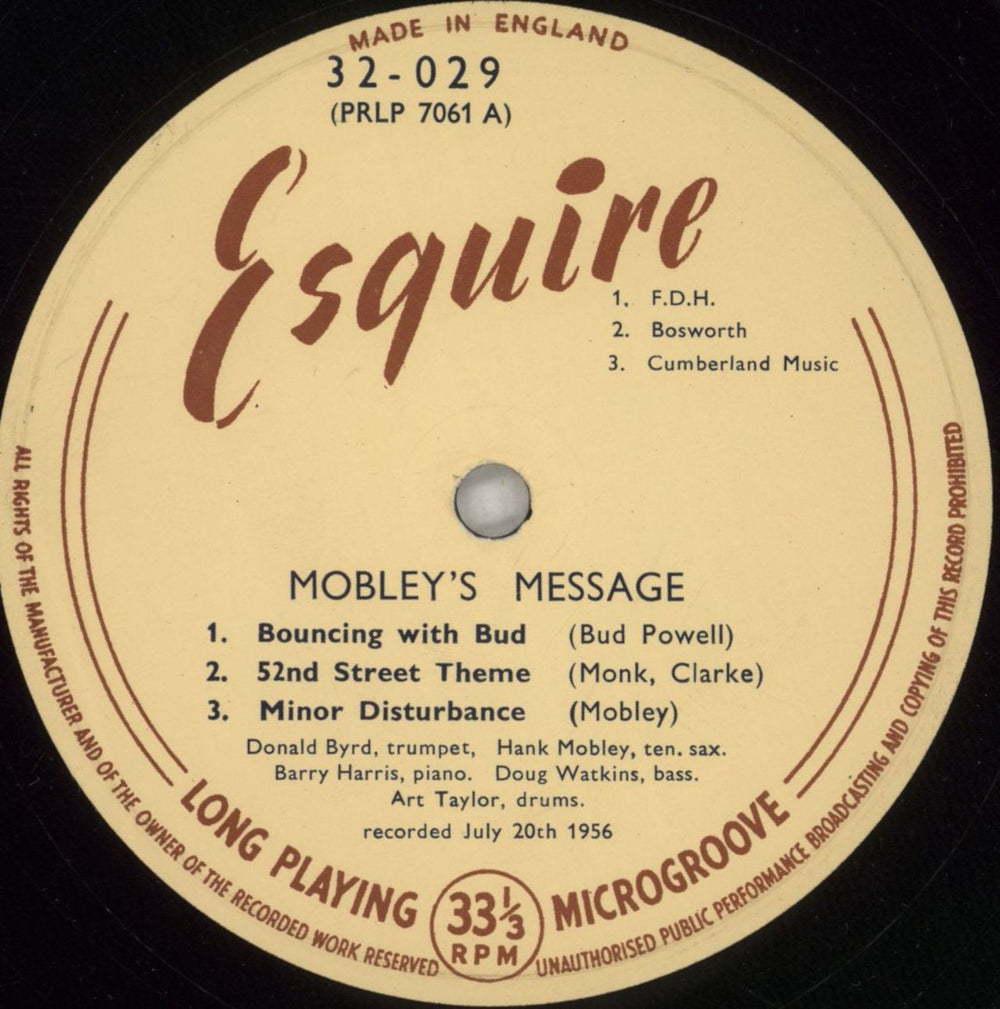 MADE IN ENGLAND
32-029
(PRLP 7061 A)
Esquire
1. F.D.H.
2. Bosworth
3. Cumberland Music
MOBLEY'S MESSAGE
1. Bouncing with Bud (Bud Powell)
2. 52nd Street Theme (Monk, Clarke)
3. Minor Disturbance (Mobley)
Donald Byrd, trumpet, Hank Mobley, ten. sax.
Barry Harris, piano. Doug Watkins, bass.
Art Taylor, drums.
recorded July 20th 1956
LONG PLAYING 33⅓ RPM MICROGROOVE
ALL RIGHTS OF THE MANUFACTURER AND OF THE OWNER OF THE RECORDED WORK RESERVED
UNAUTHORISED PUBLIC PERFORMANCE BROADCASTING AND COPYING OF THIS RECORD PROHIBITED